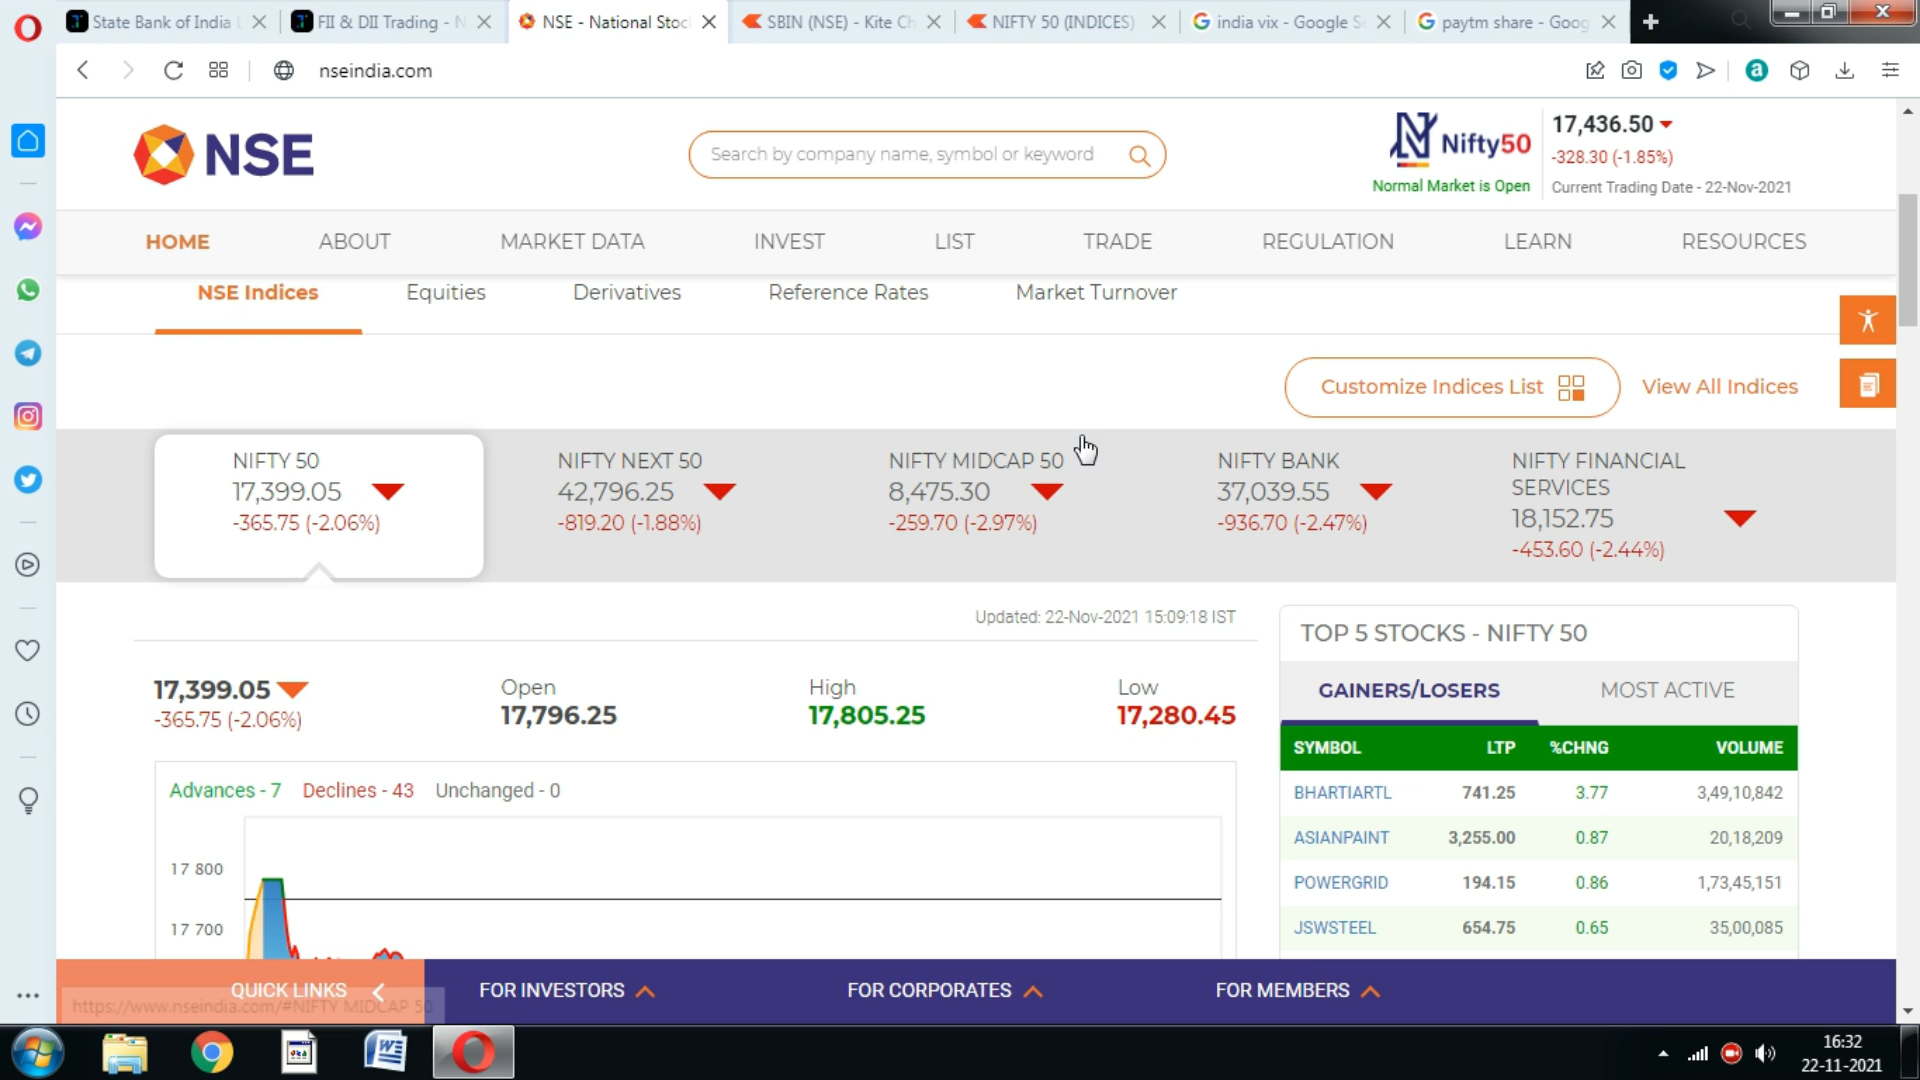 State Bank of India
FII & DII Trading - N
NSE - National Stoc
SBIN (NSE) - Kite Ch
NIFTY 50 (INDICES)
india vix - Google Se
paytm share - Goog
nseindia.com
NSE
Search by company name, symbol or keyword
Nifty50
Normal Market is Open
17,436.50
-328.30 (-1.85%)
Current Trading Date - 22-Nov-2021
HOME ABOUT MARKET DATA INVEST LIST TRADE REGULATION LEARN RESOURCES
NSE Indices Equities Derivatives Reference Rates Market Turnover
Customize Indices List View All Indices
NIFTY 50
17,399.05
-365.75 (-2.06%)
NIFTY NEXT 50
42,796.25
-819.20 (-1.88%)
NIFTY MIDCAP 50
8,475.30
-259.70 (-2.97%)
NIFTY BANK
37,039.55
-936.70 (-2.47%)
NIFTY FINANCIAL
SERVICES
18,152.75
-453.60 (-2.44%)
Updated: 22-Nov-2021 15:09:18 IST
17,399.05
-365.75 (-2.06%)
Open
17,796.25
High
17,805.25
Low
17,280.45
Advances - 7 Declines - 43 Unchanged - 0
17 800
17 700
TOP 5 STOCKS - NIFTY 50
GAINERS/LOSERS MOST ACTIVE
SYMBOL LTP %CHNG VOLUME
BHARTIARTL 741.25 3.77 3,49,10,842
ASIANPAINT 3,255.00 0.87 20,18,209
POWERGRID 194.15 0.86 1,73,45,151
JSWSTEEL 654.75 0.65 35,00,085
QUICK LINKS FOR INVESTORS FOR CORPORATES FOR MEMBERS
https://www.nseindia.com/#NIFTY MIDCAP 50
16:32
22-11-2021